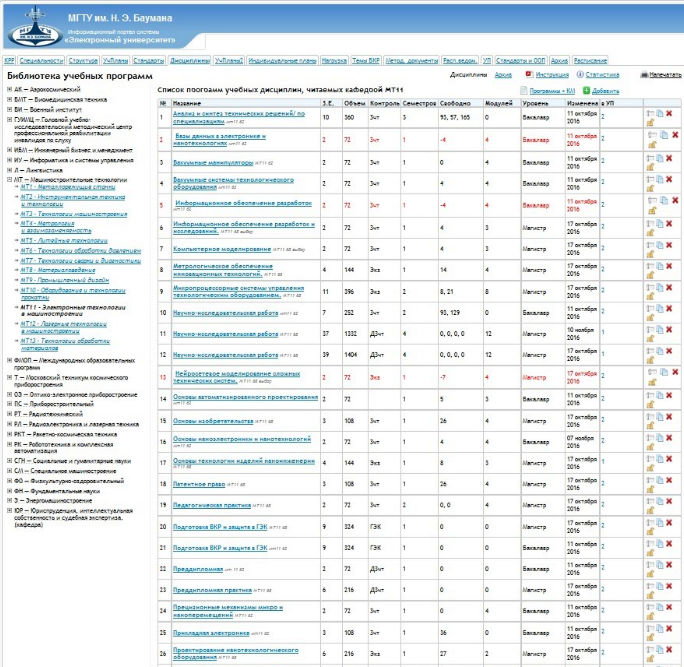 МГТУ им. Н. Э. Баумана
Информационный портал системы
«Электронный университет»
КРР Специальности Структура УчПланы Стандарты Дисциплины УчПланы2 Индивидуальные планы Нагрузка Темы ВКР Метод. документы Расп.ведом. УП Стандарты и ООП Архив Расписание
Библиотека учебных программ
Дисциплины Архив Инструкция Статистика Напечатать
АК — Аэрокосмический
БМТ — Биомедицинская техника
ВИ — Военный институт
ГУИМЦ — Головной учебно-
исследовательский методический центр
профессиональной реабилитации
инвалидов по слуху
ИБМ — Инженерный бизнес и менеджмент
ИУ — Информатика и системы управления
Л — Лингвистика
МТ — Машиностроительные технологии
МТ1 - Металлорежущие станки
МТ2 - Инструментальная техника
и технологии
МТ3 - Технологии машиностроения
МТ4 - Метрология
и взаимозаменяемость
МТ5 - Литейные технологии
МТ6 - Технологии обработки давлением
МТ7 - Технологии сварки и диагностики
МТ8 - Материаловедение
МТ9 - Промышленный дизайн
МТ10 - Оборудование и технологии
прокатки
МТ11 - Электронные технологии
в машиностроении
МТ12 - Лазерные технологии
в машиностроении
МТ13 - Технологии обработки
материалов
ФМОП — Международных образовательных
программ
Т — Московский техникум космического
приборостроения
ОЭ — Оптико-электронное приборостроение
ПС — Приборостроительный
РТ — Радиотехнический
РЛ — Радиоэлектроника и лазерная техника
РКТ — Ракетно-космическая техника
РК — Робототехника и комплексная
автоматизация
СГН — Социальные и гуманитарные науки
СМ — Специальное машиностроение
ФО — Физкультурно-оздоровительный
ФН — Фундаментальные науки
Э — Энергомашиностроение
ЮР — Юриспруденция, интеллектуальная
собственность и судебная экспертиза.
(кафедра)
Список программ учебных дисциплин, читаемых кафедрой МТ11
Программы + КМ Добавить
№ Название З.Е. Объем Контроль Семестров Свободно Модулей Уровень Изменения в УП
1 Анализ и синтез технических решений/ по
специализациям 10 360 Зчт 3 95, 57, 165 0 Бакалавр 11 октября
2016 2
2 Базы данных в электронике и
нанотехнологиях 2 72 Зчт 1 -4 4 Бакалавр 11 октября
2016 2
3 Вакуумные манипуляторы МТ11 62 2 72 Зчт 1 0 4 Бакалавр 11 октября
2016 2
4 Вакуумные системы технологического
оборудования 2 72 Зчт 1 4 4 Бакалавр 11 октября
2016 2
5 Информационное обеспечение разработок 2 72 Зчт 1 -4 4 Бакалавр 11 октября
2016 2
6 Информационное обеспечение разработок и
исследований. 2 72 Зчт 1 4 3 Магистр 17 октября
2016 2
7 Компьютерное моделирование 2 72 Зчт 1 4 4 Магистр 17 октября
2016 2
8 Метрологическое обеспечение
инновационных технологий. 4 144 Экз 1 14 4 Магистр 17 октября
2016 2
9 Микропроцессорные системы управления
технологическим оборудованием. 11 396 Экз 2 8, 21 8 Магистр 17 октября
2016 2
10 Научно-исследовательская работа 7 252 Зчт 2 93, 129 0 Бакалавр 11 октября
2016 2
11 Научно-исследовательская работа 37 1332 ДЗчт 4 0, 0, 0, 0 12 Магистр 10 ноября
2016 1
12 Научно-исследовательская работа 39 1404 ДЗчт 4 0, 0, 0, 0 12 Магистр 17 октября
2016 1
13 Нейросетевое моделирование сложных
технических систем. 2 72 Экз 1 -7 4 Магистр 17 октября
2016 2
14 Основы автоматизированного проектирования 2 72 1 5 3 Бакалавр 11 октября
2016 2
15 Основы изобретательства 3 108 Зчт 1 26 4 Магистр 17 октября
2016 2
16 Основы наноэлектроники и нанотехнологий 2 72 Зчт 1 4 4 Бакалавр 07 ноября
2016 2
17 Основы технологии изделий наноинженерии 4 144 Экз 1 8 3 Магистр 17 октября
2016 1
18 Патентное право 3 108 Зчт 1 26 4 Магистр 17 октября
2016 2
19 Педагогическая практика 2 72 Зчт 2 0, 0 4 Магистр 17 октября
2016 2
20 Подготовка ВКР и защита в ГЭК 9 324 ГЭК 1 0 0 Магистр 17 октября
2016 2
21 Подготовка ВКР и защита в ГЭК 9 324 ГЭК 1 0 0 Бакалавр 11 октября
2016 2
22 Преддипломная 2 72 ДЗчт 1 0 0 Бакалавр 11 октября
2016 2
23 Преддипломная практика 6 216 ДЗчт 1 0 0 Магистр 17 октября
2016 2
24 Прецизионные механизмы микро и
наноперемещений 2 72 Зчт 1 0 4 Бакалавр 11 октября
2016 2
25 Прикладная электроника 3 108 Зчт 1 36 0 Бакалавр 11 октября
2016 2
26 Проектирование нанотехнологического
оборудования 6 216 Экз 1 27 2 Магистр 17 октября
2016 2